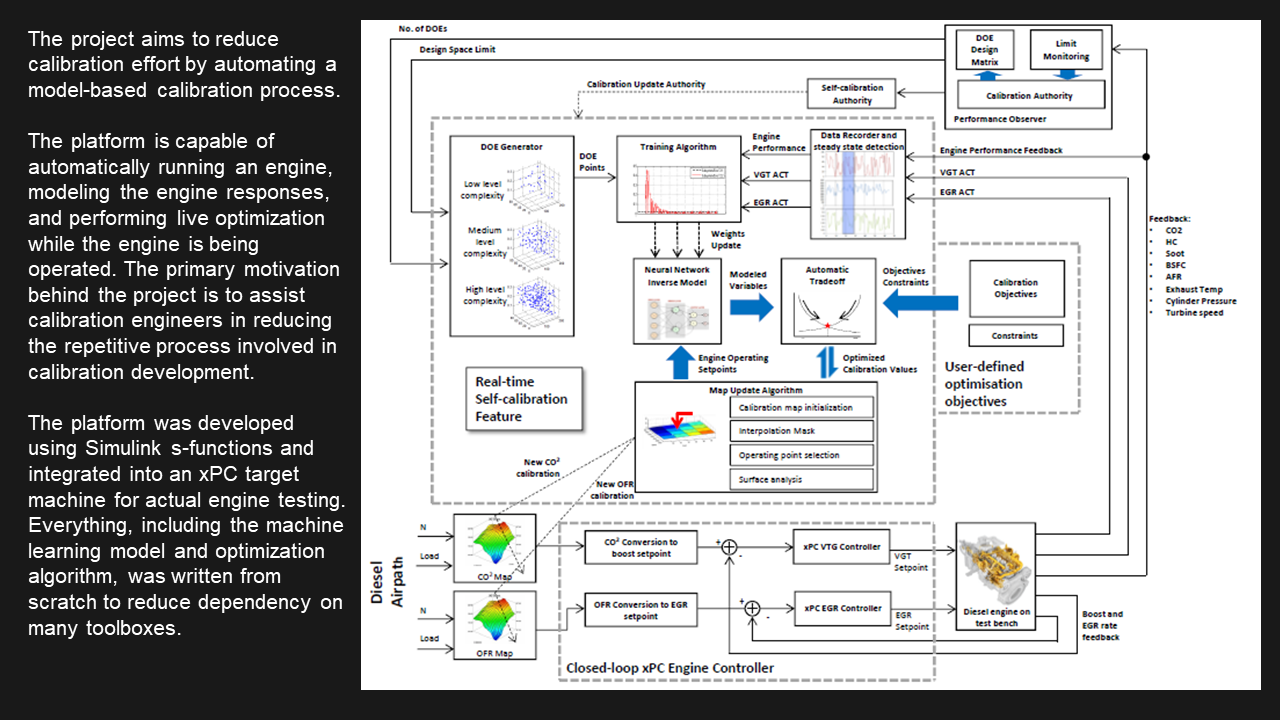 The project aims to reduce
calibration effort by automating a
model-based calibration process.
The platform is capable of
automatically running an engine,
modeling the engine responses,
and performing live optimization
while the engine is being
operated. The primary motivation
behind the project is to assist
calibration engineers in reducing
the repetitive process involved in
calibration development.
The platform was developed
using Simulink s-functions and
integrated into an xPC target
machine for actual engine testing.
Everything, including the machine
learning model and optimization
algorithm, was written from
scratch to reduce dependency on
many toolboxes.
No. of DOEs
Design Space Limit
Calibration Update Authority
Self-calibration
Authority
DOE
Design
Matrix
Limit
Monitoring
Calibration Authority
Performance Observer
DOE Generator
Low level
complexity
Medium
level
complexity
High level
complexity
DOE
Points
Training Algorithm
Engine
Performance
VGT ACT
EGR ACT
Data Recorder and
steady state detection
Engine Performance Feedback
VGT ACT
EGR ACT
Weights
Update
Neural Network
Inverse Model
Modeled
Variables
Automatic
Tradeoff
Objectives
Constraints
Calibration
Objectives
Constraints
User-defined
optimisation
objectives
Feedback:
• CO2
• HC
• Soot
• BSFC
• AFR
• Exhaust Temp
• Cylinder Pressure
• Turbine speed
Engine Operating
Setpoints
Optimized
Calibration Values
Real-time
Self-calibration
Feature
Map Update Algorithm
Calibration map initialization
Interpolation Mask
Operating point selection
Surface analysis
New CO²
calibration
New OFR
calibration
Diesel
Airpath
N
Load
CO² Map
N
Load
OFR Map
CO² Conversion to
boost setpoint
+
-
xPC VTG Controller
VGT
Setpoint
OFR Conversion to EGR
setpoint
+
-
xPC EGR Controller
EGR
Setpoint
Diesel engine on
test bench
Boost and
EGR rate
feedback
Closed-loop xPC Engine Controller